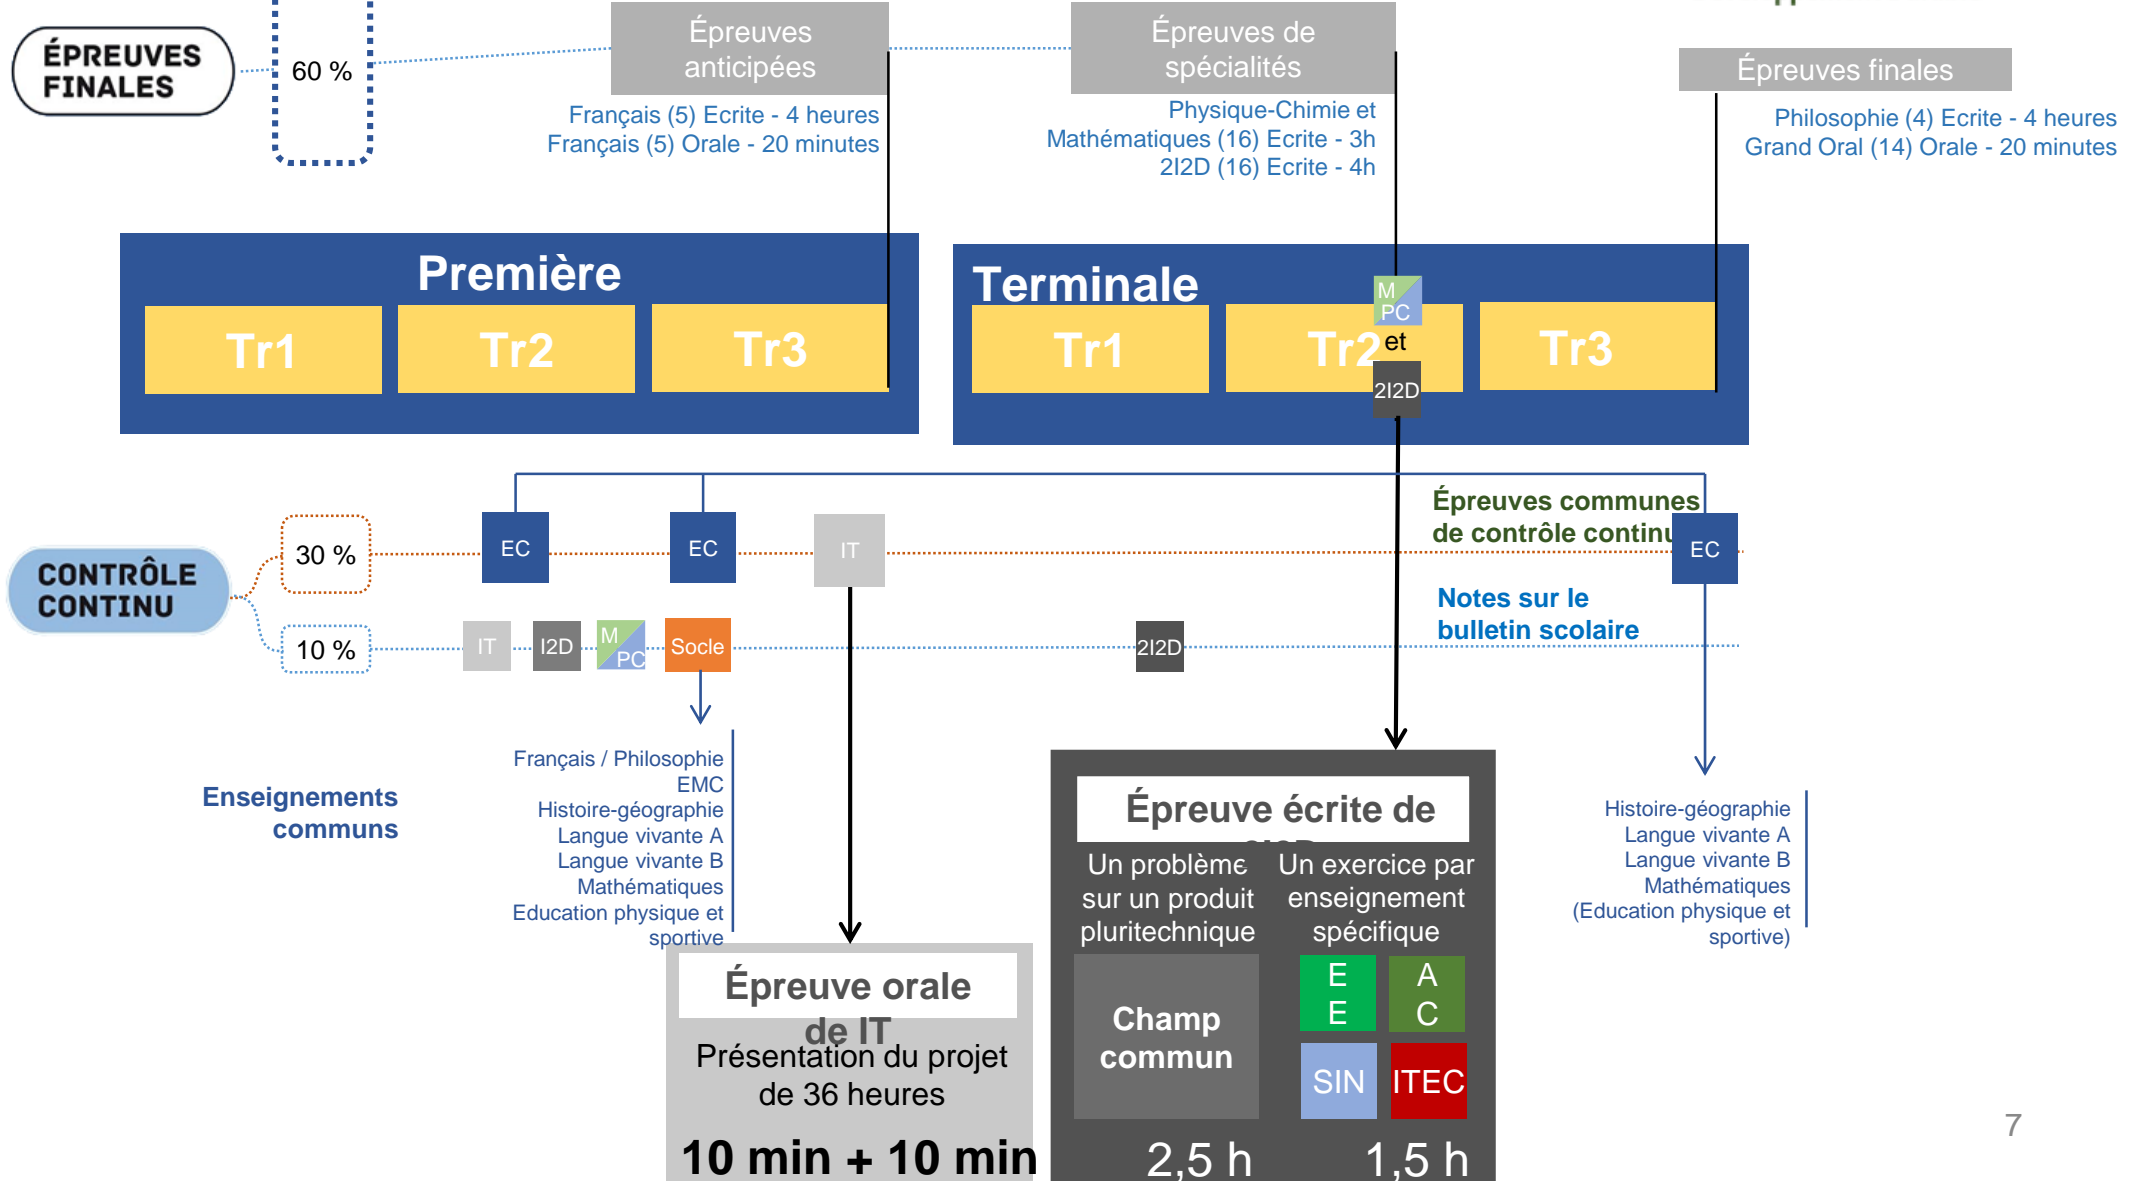 ÉPREUVES
FINALES
60 %
Épreuves
anticipées
Français (5) Ecrite - 4 heures
Français (5) Orale - 20 minutes
Épreuves de
spécialités
Physique-Chimie et
Mathématiques (16) Ecrite - 3h
2I2D (16) Ecrite - 4h
Épreuves finales
Philosophie (4) Ecrite - 4 heures
Grand Oral (14) Orale - 20 minutes
Première
Tr1
Tr2
Tr3
Terminale
Tr1
Tr2
Tr3
M
PC
et
2I2D
CONTRÔLE
CONTINU
30 %
EC
EC
IT
Épreuves communes
de contrôle continu
EC
10 %
IT
I2D
M
PC
Socle
2I2D
Notes sur le
bulletin scolaire
Enseignements
communs
Français / Philosophie
EMC
Histoire-géographie
Langue vivante A
Langue vivante B
Mathématiques
Education physique et
sportive
Épreuve orale
de IT
Présentation du projet
de 36 heures
10 min + 10 min
Épreuve écrite de
Un problème
sur un produit
pluritechnique
Un exercice par
enseignement
spécifique
Champ
commun
E
E
A
C
SIN
ITEC
2,5 h
1,5 h
Histoire-géographie
Langue vivante A
Langue vivante B
Mathématiques
(Education physique et
sportive)
7